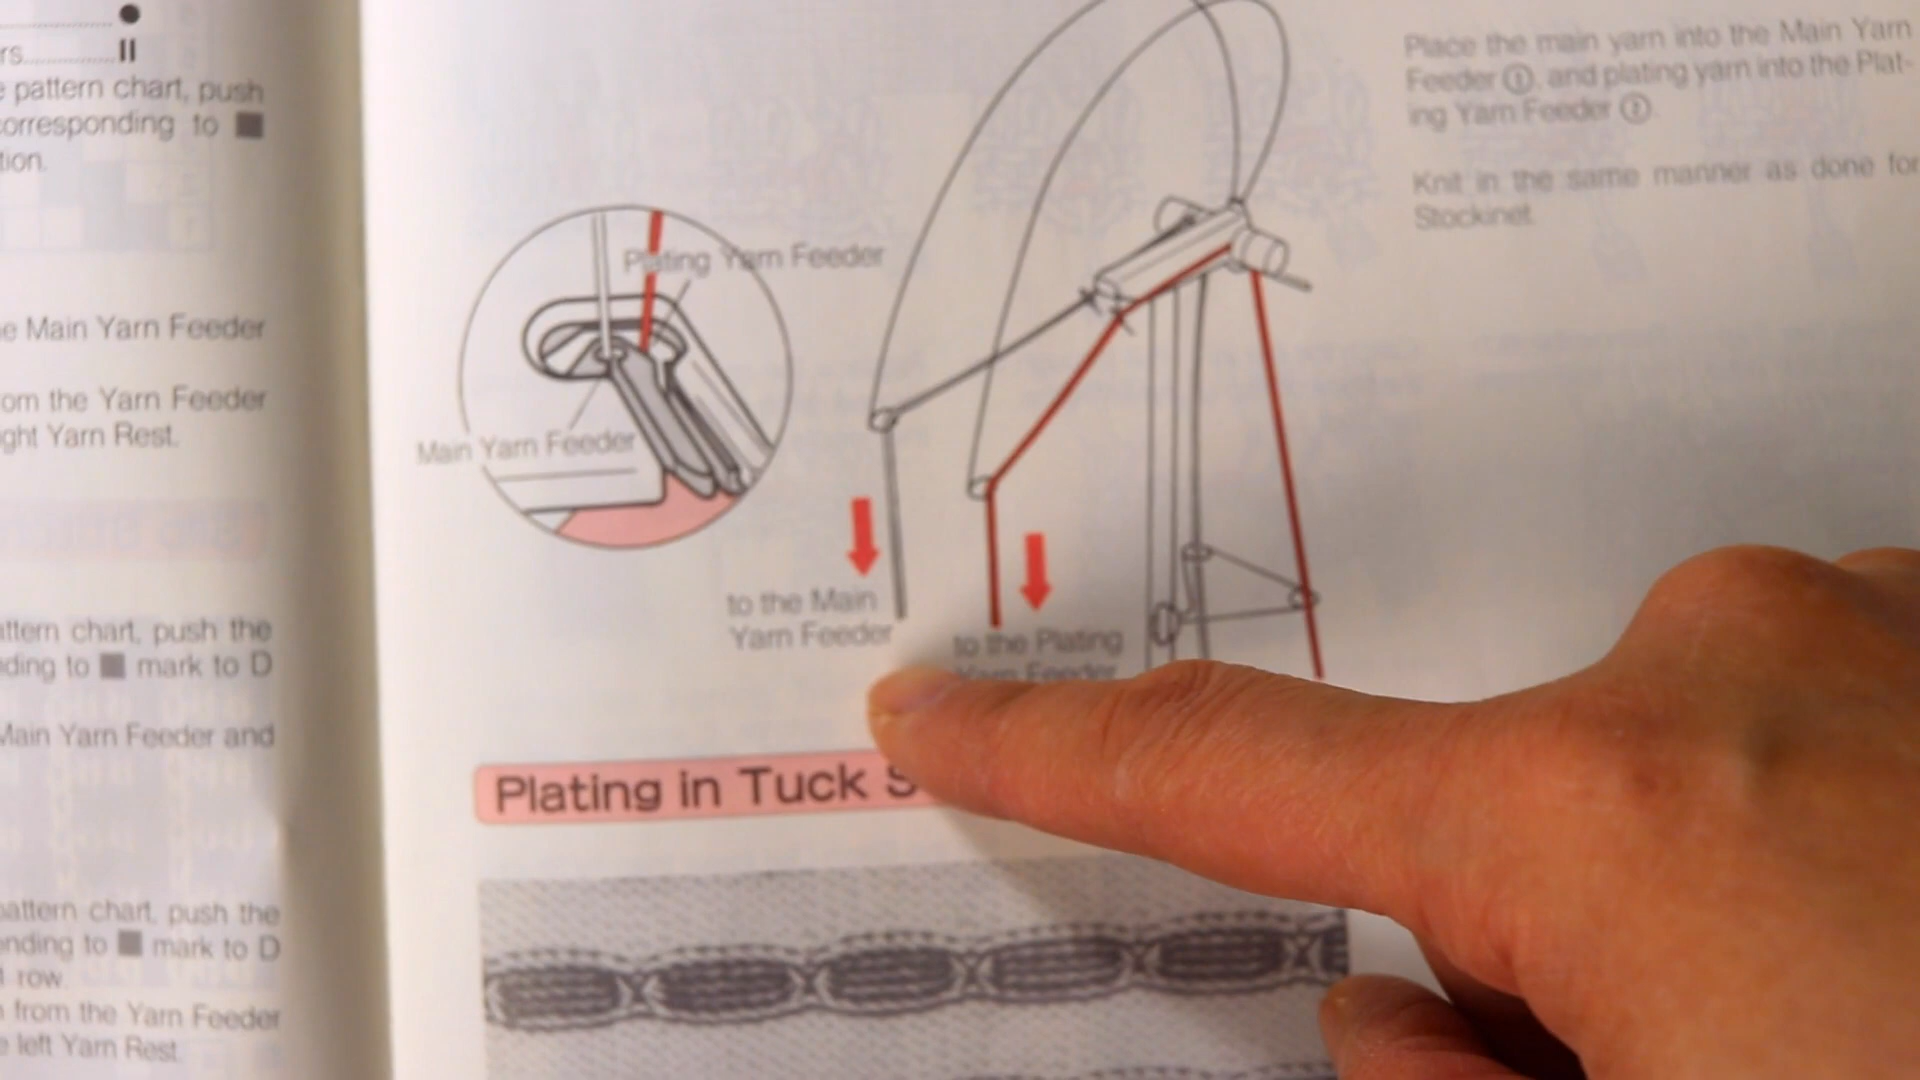 rs..................
e pattern chart, push
corresponding to ■
tion.
e Main Yarn Feeder
om the Yarn Feeder
ght Yarn Rest.
attern chart, push the
ding to ■ mark to D
Main Yarn Feeder and
pattern chart, push the
nding to ■ mark to D
row.
from the Yarn Feeder
e left Yarn Rest.
Plating Yarn Feeder
Main Yarn Feeder
to the Main
Yarn Feeder
to the Plating
Yarn Feeder
Place the main yarn into the Main Yarn
Feeder ①, and plating yarn into the Plat-
ing Yarn Feeder ②.
Knit in the same manner as done for
Stockinet.
Plating in Tuck S